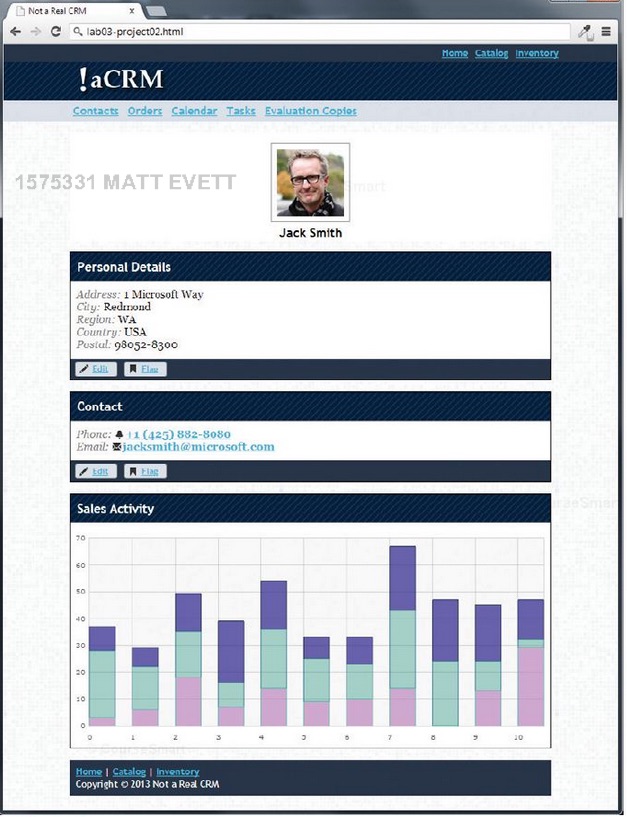 Not a Real CRM x
lab03-project02.html
Home Catalog Inventory
!aCRM
Contacts Orders Calendar Tasks Evaluation Copies
1575331 MATT EVETT
Jack Smith
Personal Details
Address: 1 Microsoft Way
City: Redmond
Region: WA
Country: USA
Postal: 98052-8300
Edit Flag
Contact
Phone: +1 (425) 882-8080
Email: jacksmith@microsoft.com
Edit Flag
Sales Activity
70
60
50
40
30
20
10
0
0 1 2 3 4 5 6 7 8 9 10
CourseSmart
Home | Catalog | Inventory
Copyright © 2013 Not a Real CRM